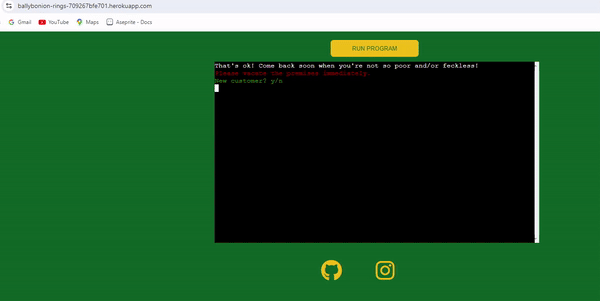 ballybonion-rings-709267bfe701.herokuapp.com
Gmail YouTube Maps Aseprite - Docs
RUN PROGRAM
That's ok! Come back soon when you're not so poor and/or feckless!
Please vacate the premises immediately.
New customer? y/n